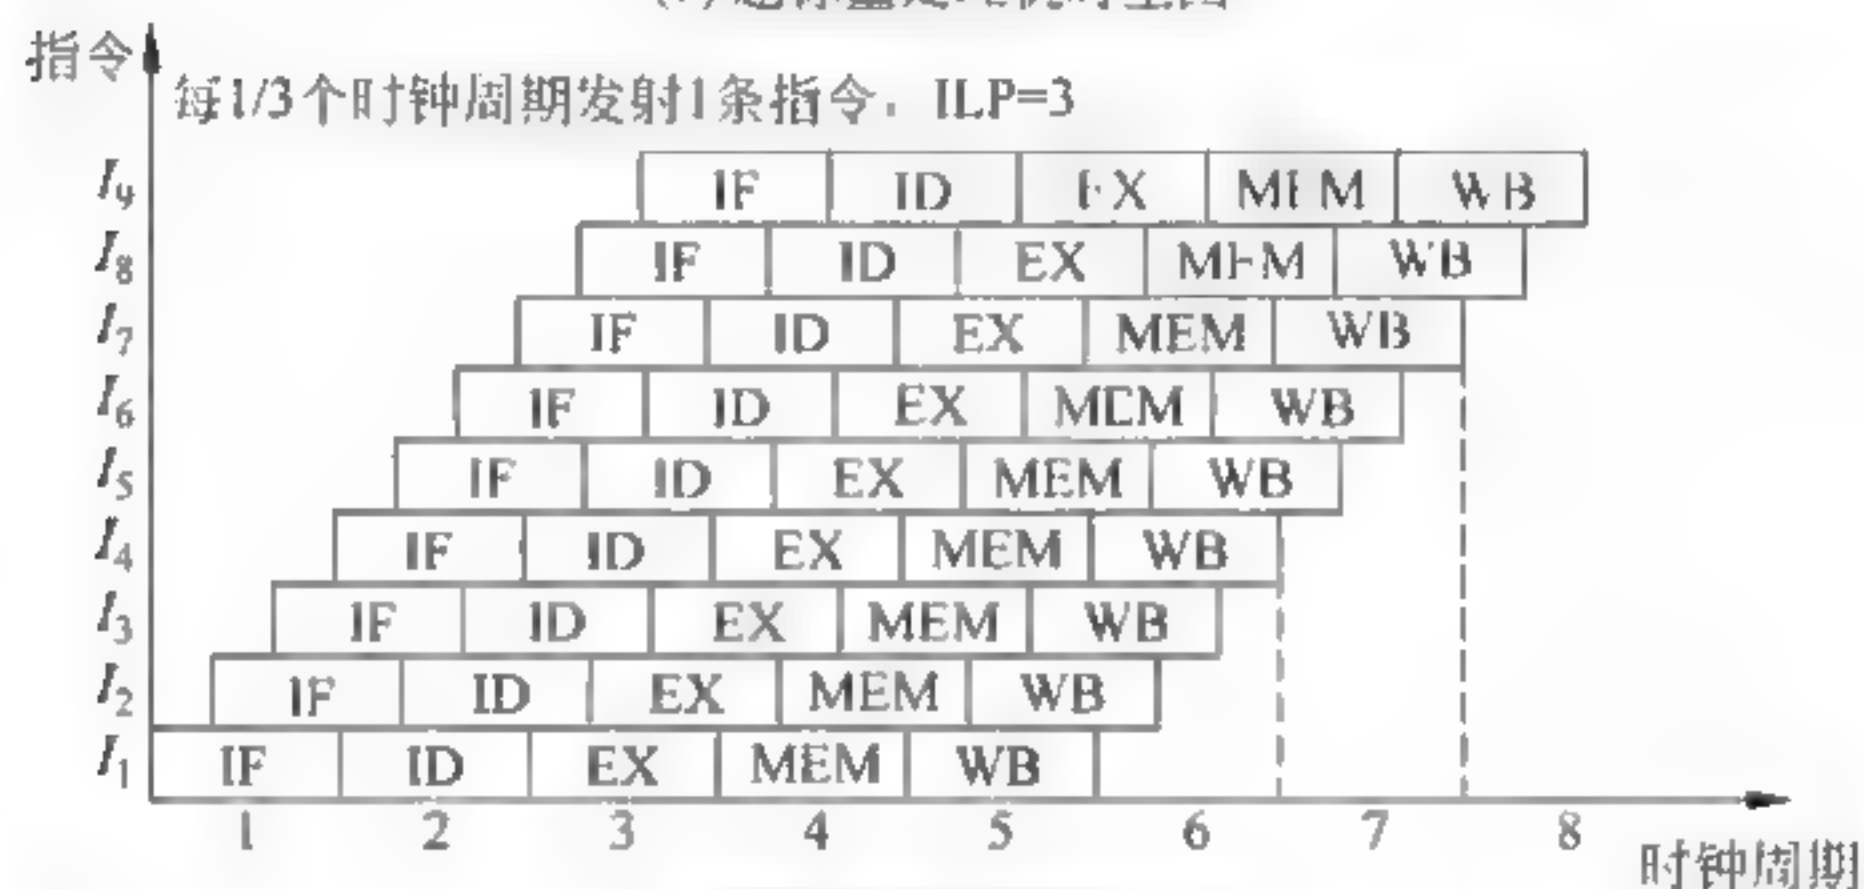 指令
每1/3个时钟周期发射1条指令，ILP=3
I9 IF ID EX MEM WB
I8 IF ID EX MEM WB
I7 IF ID EX MEM WB
I6 IF ID EX MEM WB
I5 IF ID EX MEM WB
I4 IF ID EX MEM WB
I3 IF ID EX MEM WB
I2 IF ID EX MEM WB
I1 IF ID EX MEM WB
1 2 3 4 5 6 7 8
时钟周期